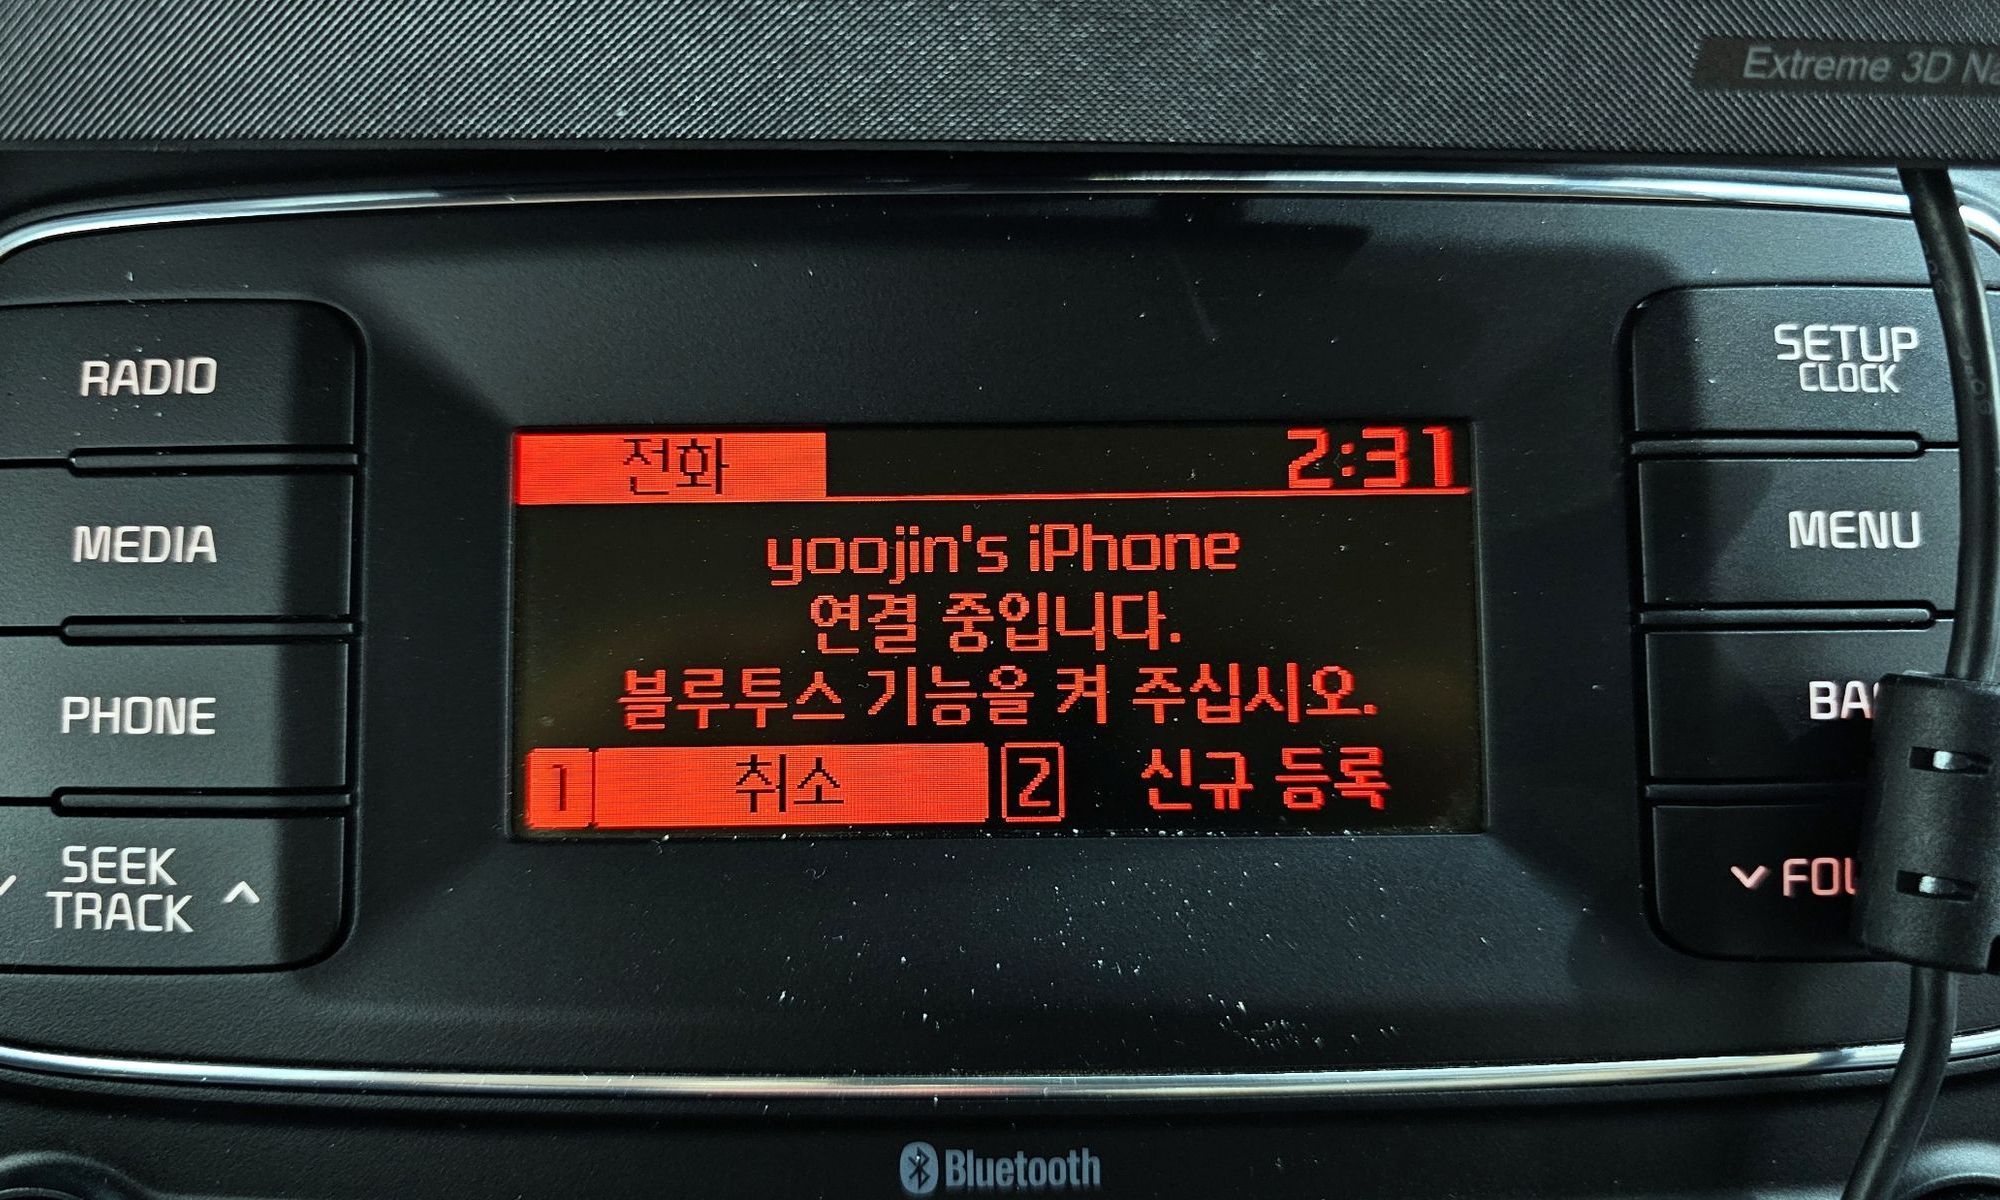 Extreme 3D
RADIO
MEDIA
PHONE
SEEK
TRACK
전화 2:31
yoojin's iPhone
연결 중입니다.
블루투스 기능을 켜 주십시오.
1 취소 2 신규 등록
SETUP
CLOCK
MENU
Bluetooth